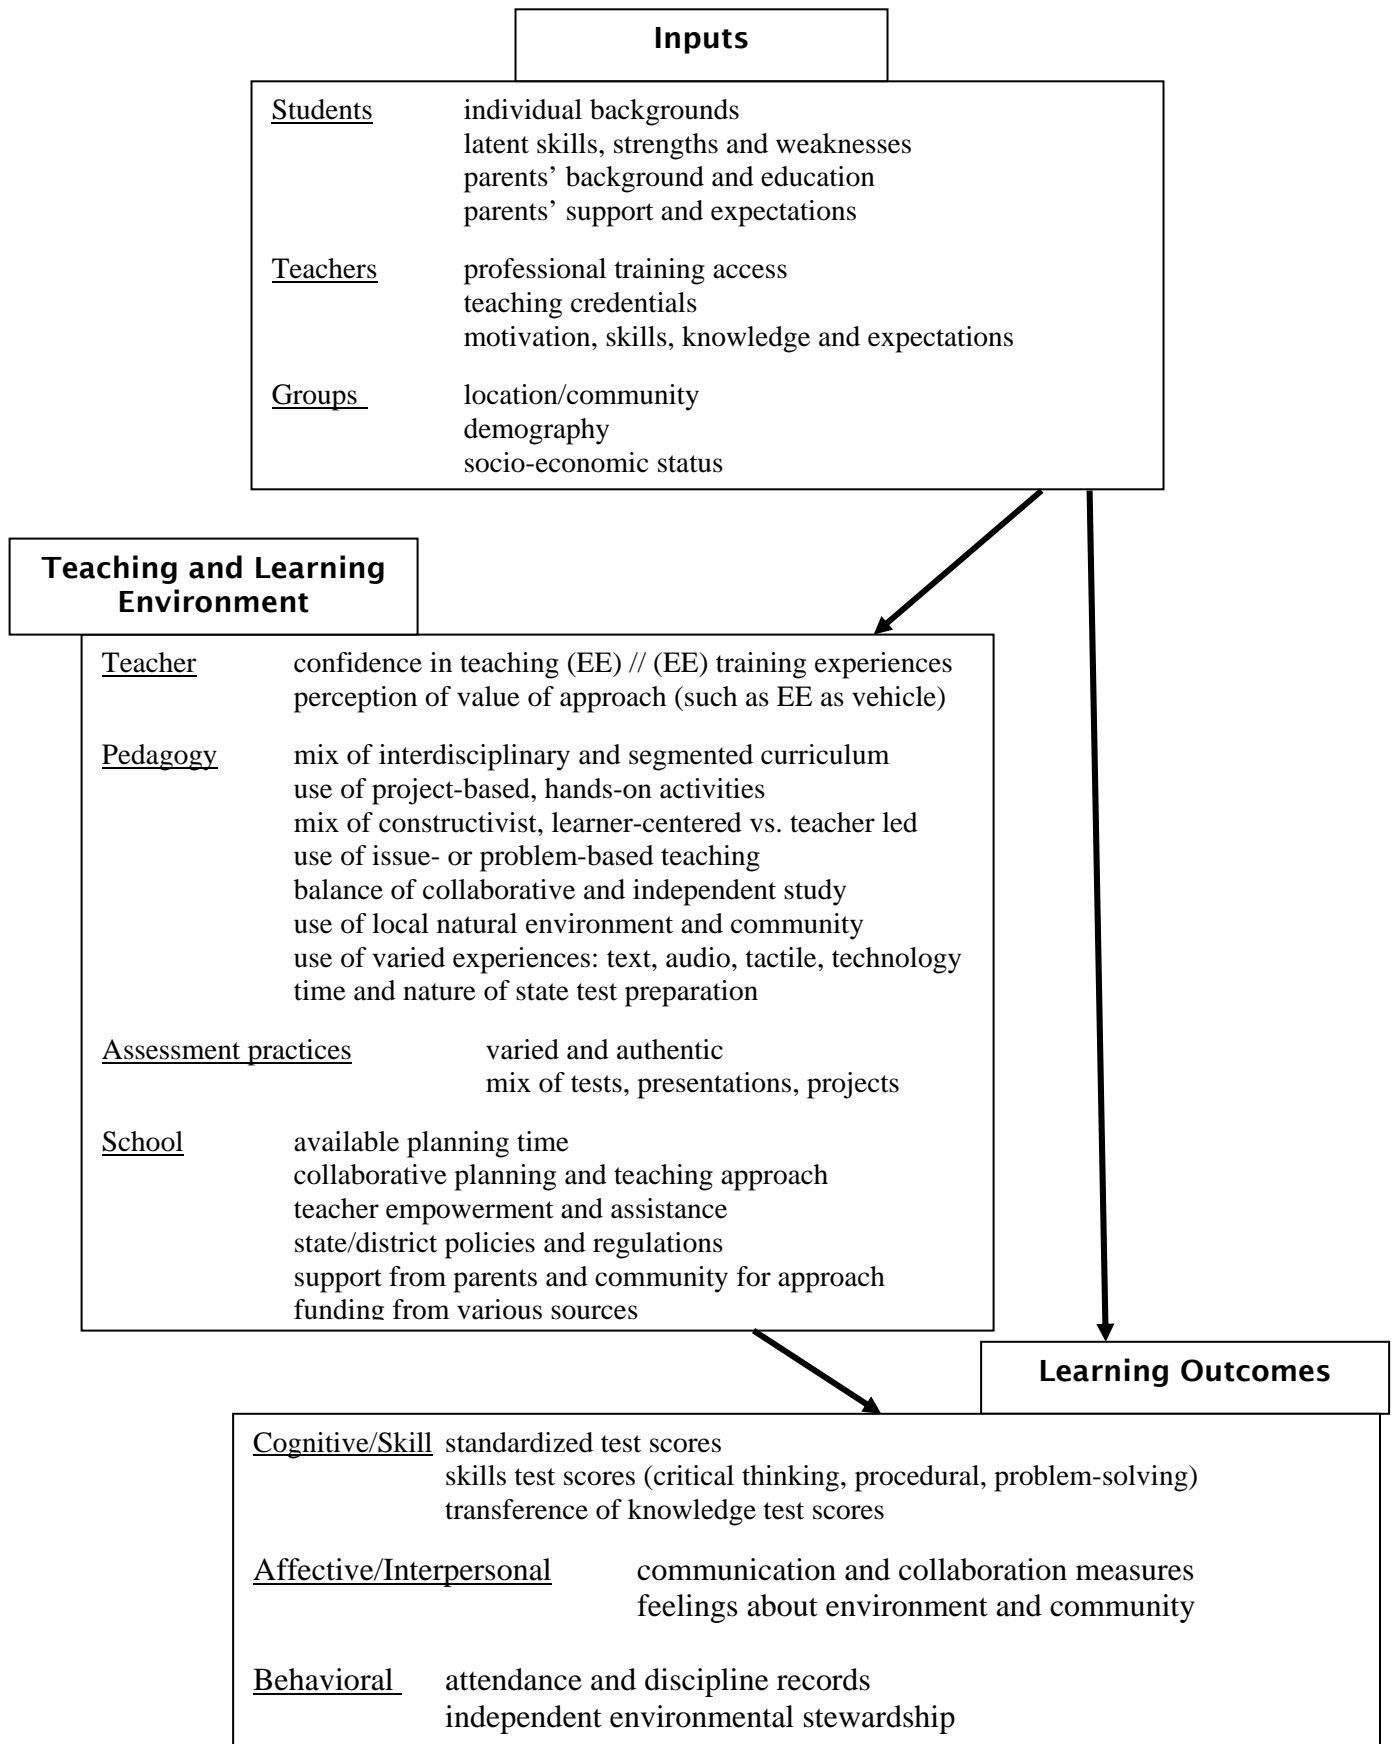 Inputs
Students individual backgrounds
latent skills, strengths and weaknesses
parents’ background and education
parents’ support and expectations
Teachers professional training access
teaching credentials
motivation, skills, knowledge and expectations
Groups location/community
demography
socio-economic status
Teaching and Learning
Environment
Teacher confidence in teaching (EE) // (EE) training experiences
perception of value of approach (such as EE as vehicle)
Pedagogy mix of interdisciplinary and segmented curriculum
use of project-based, hands-on activities
mix of constructivist, learner-centered vs. teacher led
use of issue- or problem-based teaching
balance of collaborative and independent study
use of local natural environment and community
use of varied experiences: text, audio, tactile, technology
time and nature of state test preparation
Assessment practices varied and authentic
mix of tests, presentations, projects
School available planning time
collaborative planning and teaching approach
teacher empowerment and assistance
state/district policies and regulations
support from parents and community for approach
funding from various sources
Learning Outcomes
Cognitive/Skill standardized test scores
skills test scores (critical thinking, procedural, problem-solving)
transference of knowledge test scores
Affective/Interpersonal communication and collaboration measures
feelings about environment and community
Behavioral attendance and discipline records
independent environmental stewardship